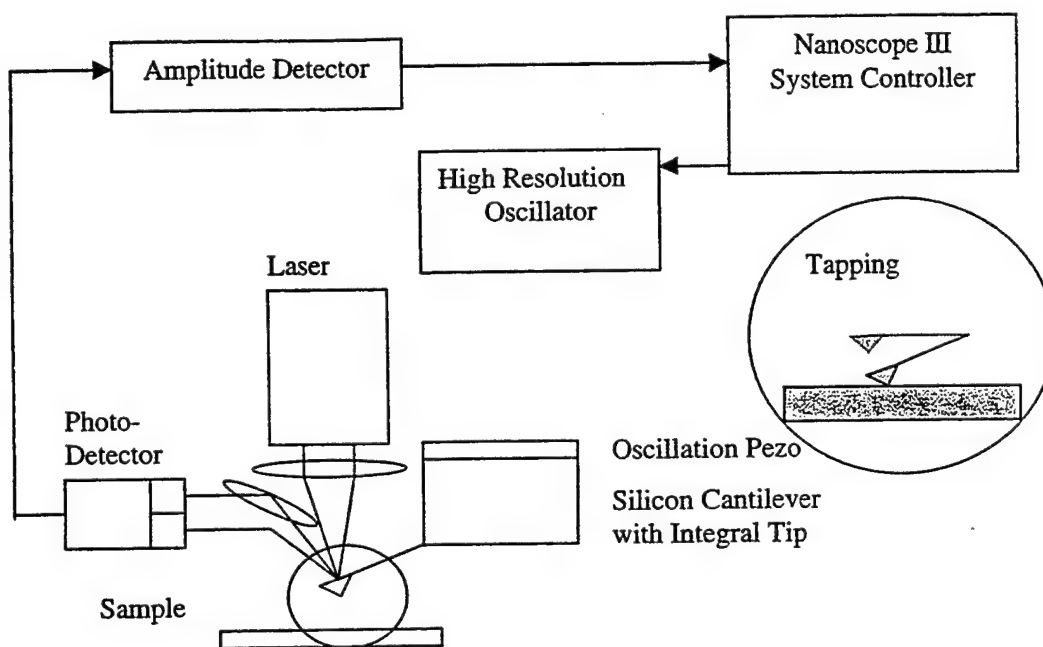 Amplitude Detector
Nanoscope III
System Controller
High Resolution
Oscillator
Laser
Tapping
Photo-
Detector
Oscillation Pezo
Silicon Cantilever
with Integral Tip
Sample